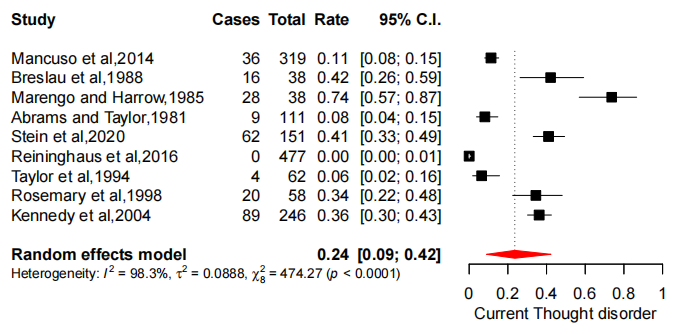 Study Cases Total Rate 95% C.I.
Mancuso et al,2014 36 319 0.11 [0.08; 0.15]
Breslau et al,1988 16 38 0.42 [0.26; 0.59]
Marengo and Harrow,1985 28 38 0.74 [0.57; 0.87]
Abrams and Taylor,1981 9 111 0.08 [0.04; 0.15]
Stein et al,2020 62 151 0.41 [0.33; 0.49]
Reininghaus et al,2016 0 477 0.00 [0.00; 0.01]
Taylor et al,1994 4 62 0.06 [0.02; 0.16]
Rosemary et al,1998 20 58 0.34 [0.22; 0.48]
Kennedy et al,2004 89 246 0.36 [0.30; 0.43]
Random effects model 0.24 [0.09; 0.42]
Heterogeneity: I² = 98.3%, τ² = 0.0888, χ²₈ = 474.27 (p < 0.0001)
0 0.2 0.4 0.6 0.8 1
Current Thought disorder